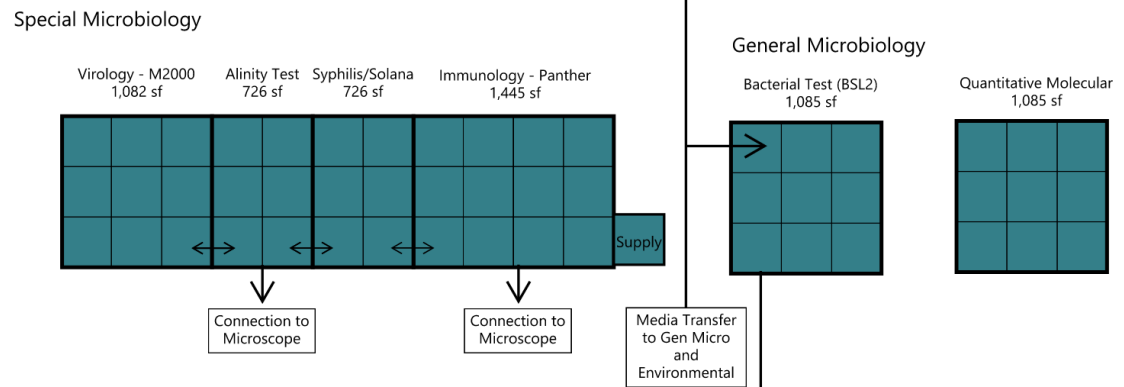 Special Microbiology
Virology - M2000
1,082 sf
Alinity Test
726 sf
Syphilis/Solana
726 sf
Immunology - Panther
1,445 sf
Supply
Connection to
Microscope
Connection to
Microscope
Media Transfer
to Gen Micro
and
Environmental
General Microbiology
Bacterial Test (BSL2)
1,085 sf
Quantitative Molecular
1,085 sf